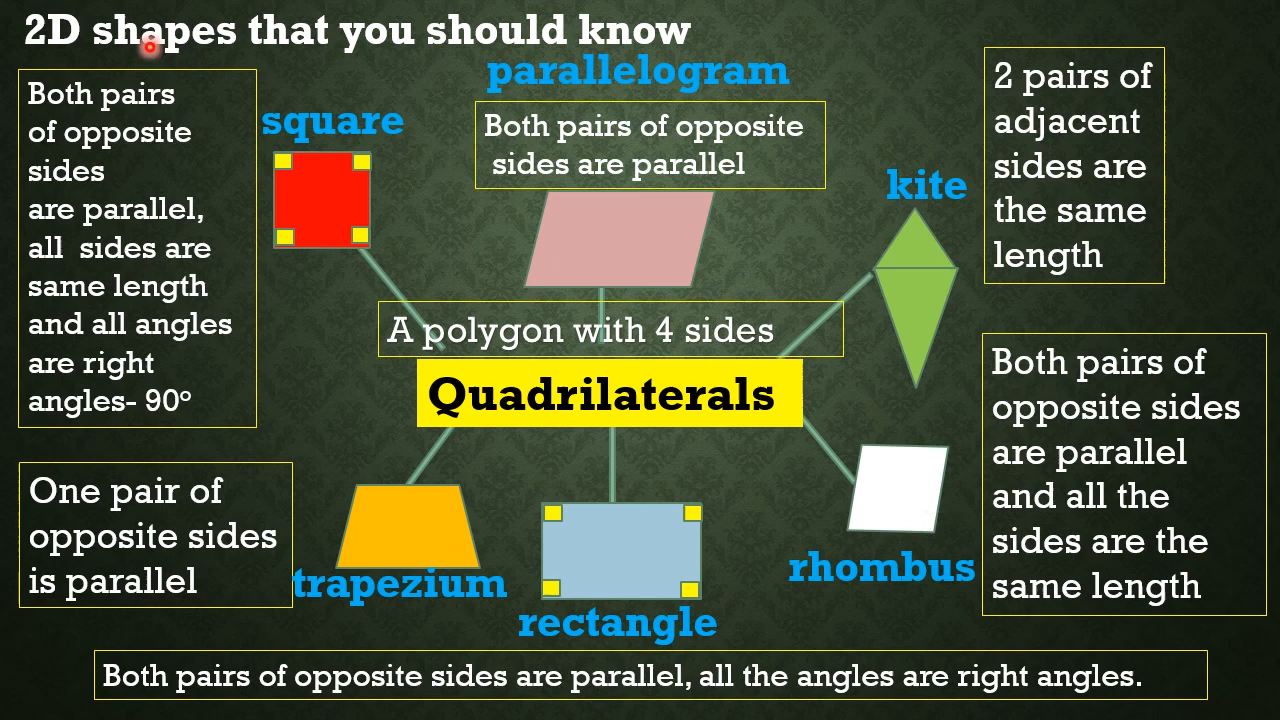 2D shapes that you should know
parallelogram
Both pairs
of opposite
sides
are parallel,
all  sides are
same length
and all angles
are right
angles- 90º
square
Both pairs of opposite
sides are parallel
kite
2 pairs of
adjacent
sides are
the same
length
A polygon with 4 sides
Quadrilaterals
Both pairs of
opposite sides
are parallel
and all the
sides are the
same length
One pair of
opposite sides
is parallel
trapezium
rectangle
rhombus
Both pairs of opposite sides are parallel, all the angles are right angles.